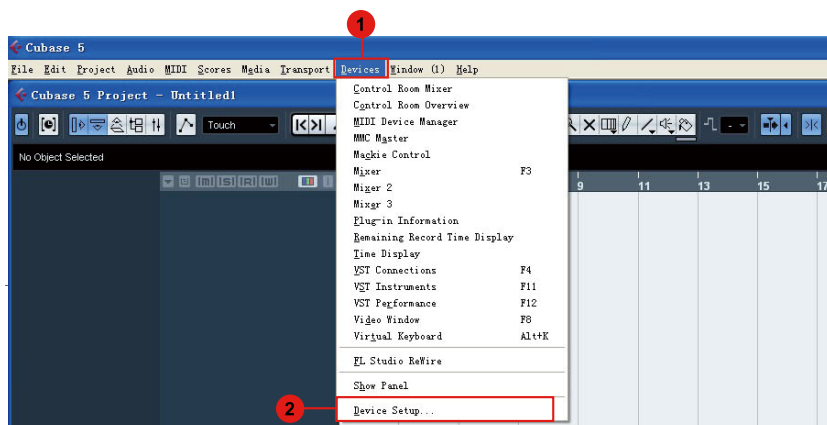 1
Cubase 5
File Edit Project Audio MIDI Scores Media Transport Devices Window (1) Help
Cubase 5 Project - Untitled1
Touch
No Object Selected
Control Room Mixer
Control Room Overview
MIDI Device Manager
MMC Master
Mackie Control
Mixer F3
Mixer 2
Mixer 3
Plug-in Information
Remaining Record Time Display
Time Display
VST Connections F4
VST Instruments F11
VST Performance F12
Video Window F8
Virtual Keyboard Alt+K
FL Studio ReWire
Show Panel
2
Device Setup...
[m] [S] [R] [W]
9 11 13 15 17